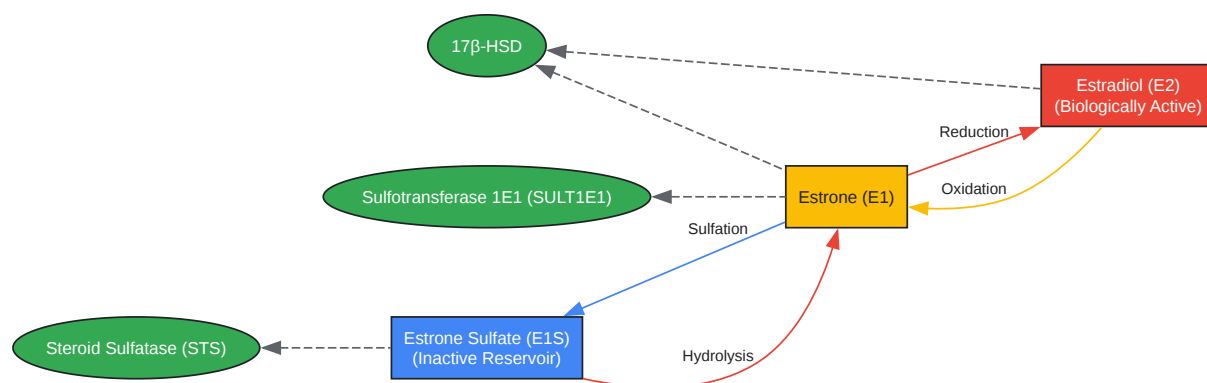 17β-HSD
Estradiol (E2)
(Biologically Active)
Reduction
Oxidation
Sulfotransferase 1E1 (SULT1E1)
Estrone (E1)
Sulfation
Steroid Sulfatase (STS)
Estrone Sulfate (E1S)
(Inactive Reservoir)
Hydrolysis